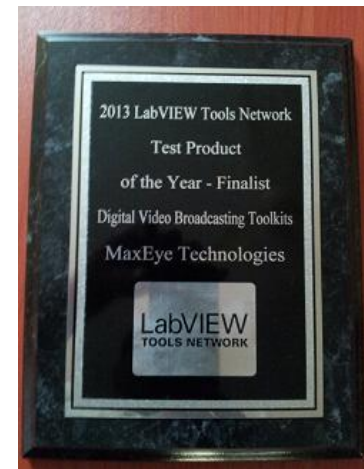 2013 LabVIEW Tools Network
Test Product
of the Year - Finalist
Digital Video Broadcasting Toolkits
MaxEye Technologies
LabVIEW
TOOLS NETWORK